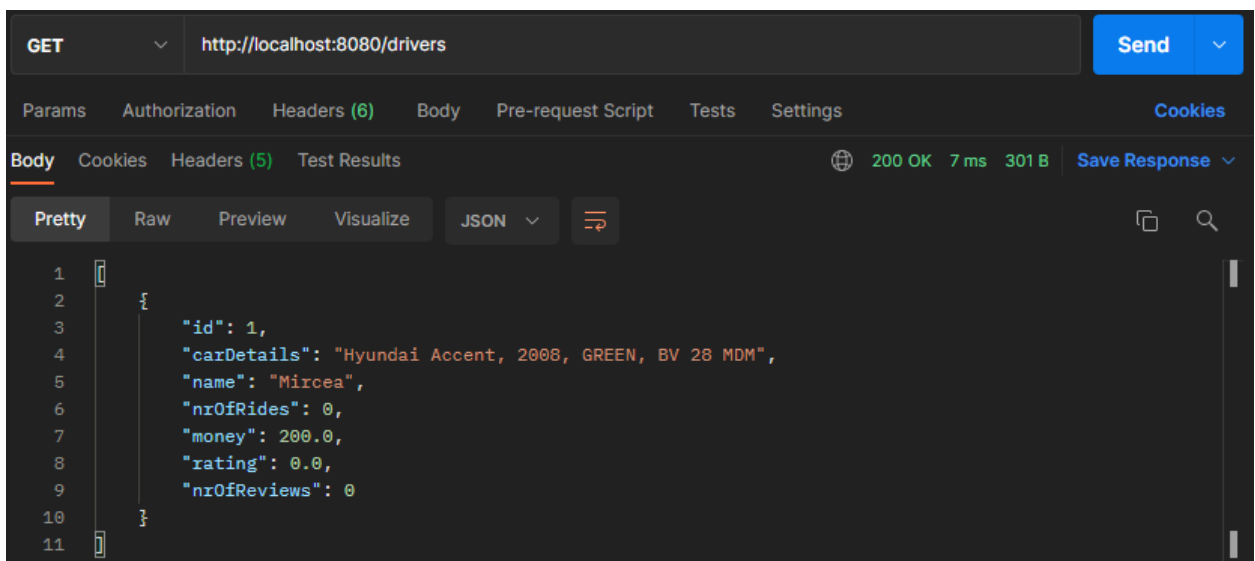 GET http://localhost:8080/drivers Send
Params Authorization Headers (6) Body Pre-request Script Tests Settings Cookies
Body Cookies Headers (5) Test Results 200 OK 7 ms 301 B Save Response
Pretty Raw Preview Visualize JSON
1 [
2 {
3 "id": 1,
4 "carDetails": "Hyundai Accent, 2008, GREEN, BV 28 MDM",
5 "name": "Mircea",
6 "nrOfRides": 0,
7 "money": 200.0,
8 "rating": 0.0,
9 "nrOfReviews": 0
10 }
11 ]